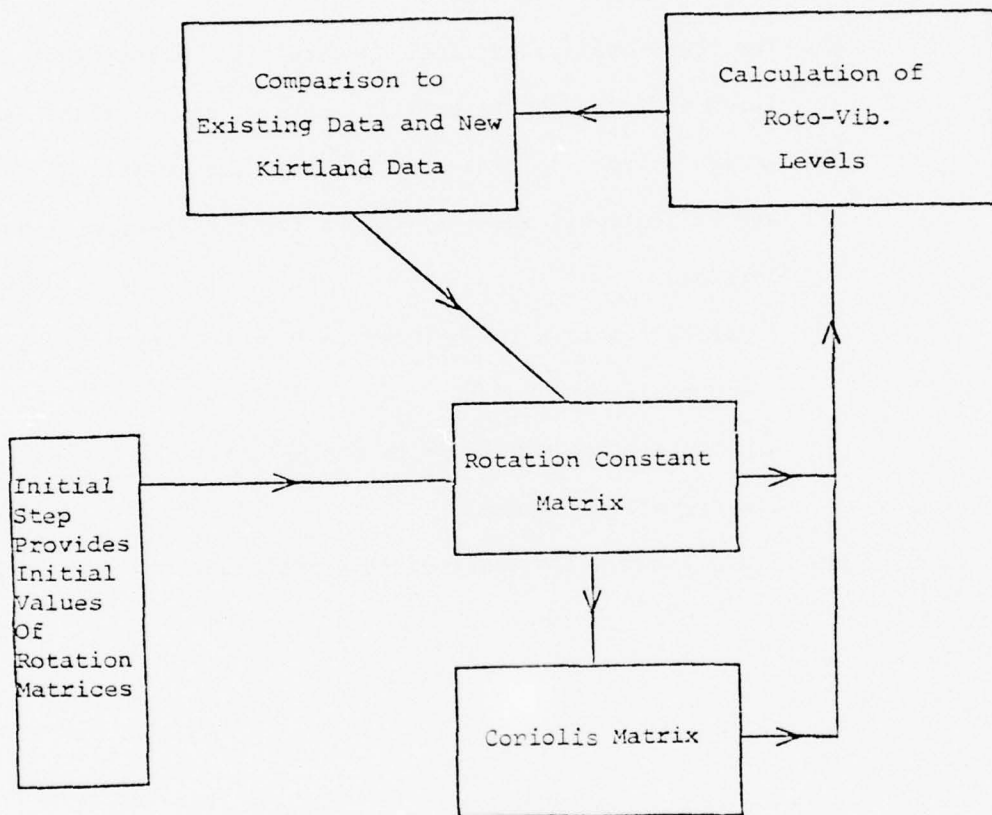 Comparison to
Existing Data and New
Kirtland Data
Calculation of
Roto-Vib.
Levels
Rotation Constant
Matrix
Initial
Step
Provides
Initial
Values
Of
Rotation
Matrices
Coriolis Matrix